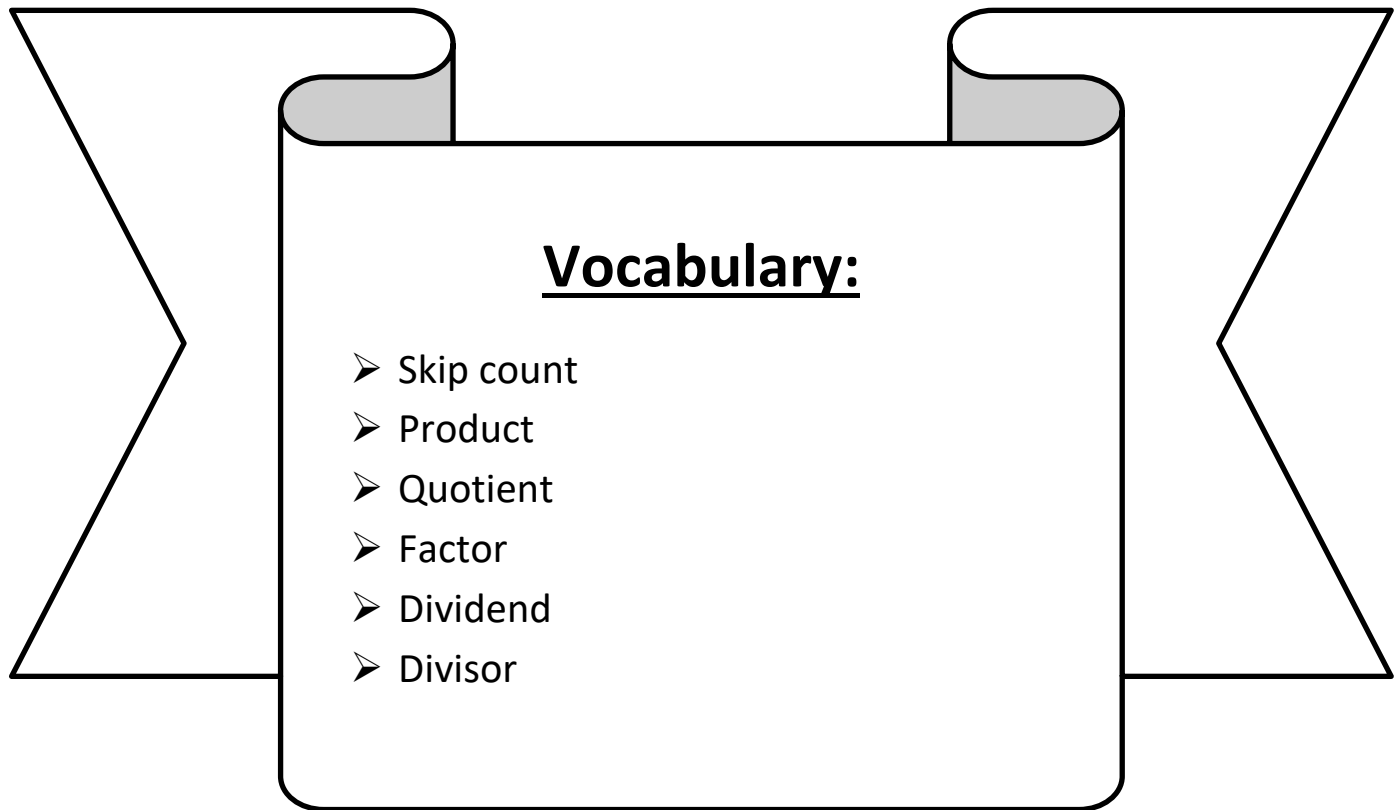 Vocabulary:
➢ Skip count
➢ Product
➢ Quotient
➢ Factor
➢ Dividend
➢ Divisor